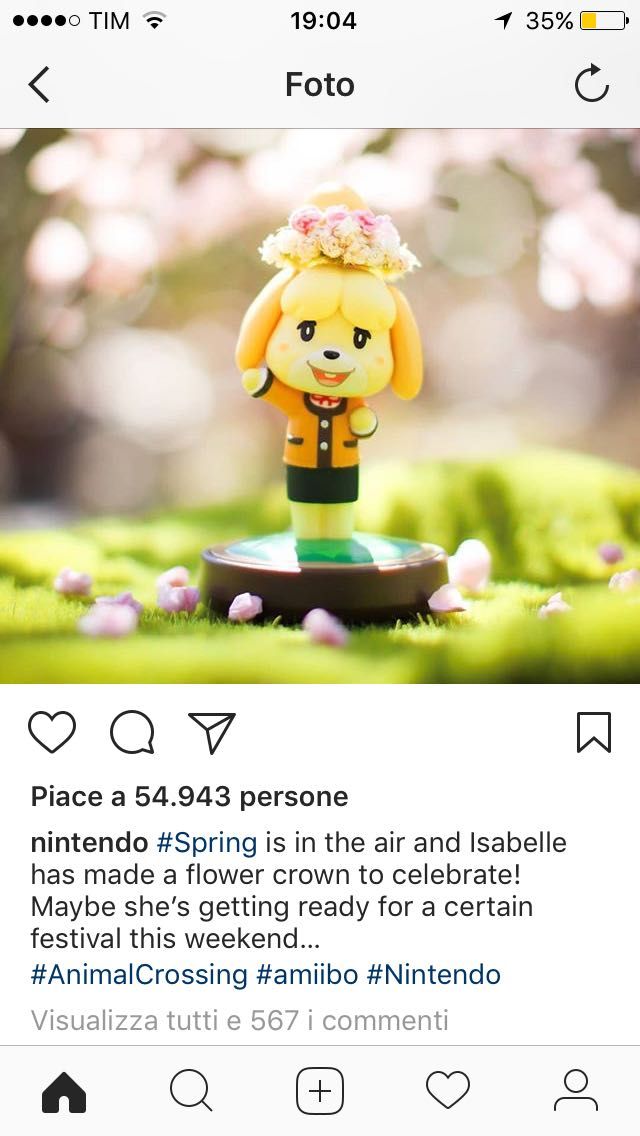 TIM 19:04 35%
Foto
Piace a 54.943 persone
nintendo #Spring is in the air and Isabelle
has made a flower crown to celebrate!
Maybe she’s getting ready for a certain
festival this weekend...
#AnimalCrossing #amiibo #Nintendo
Visualizza tutti e 567 i commenti